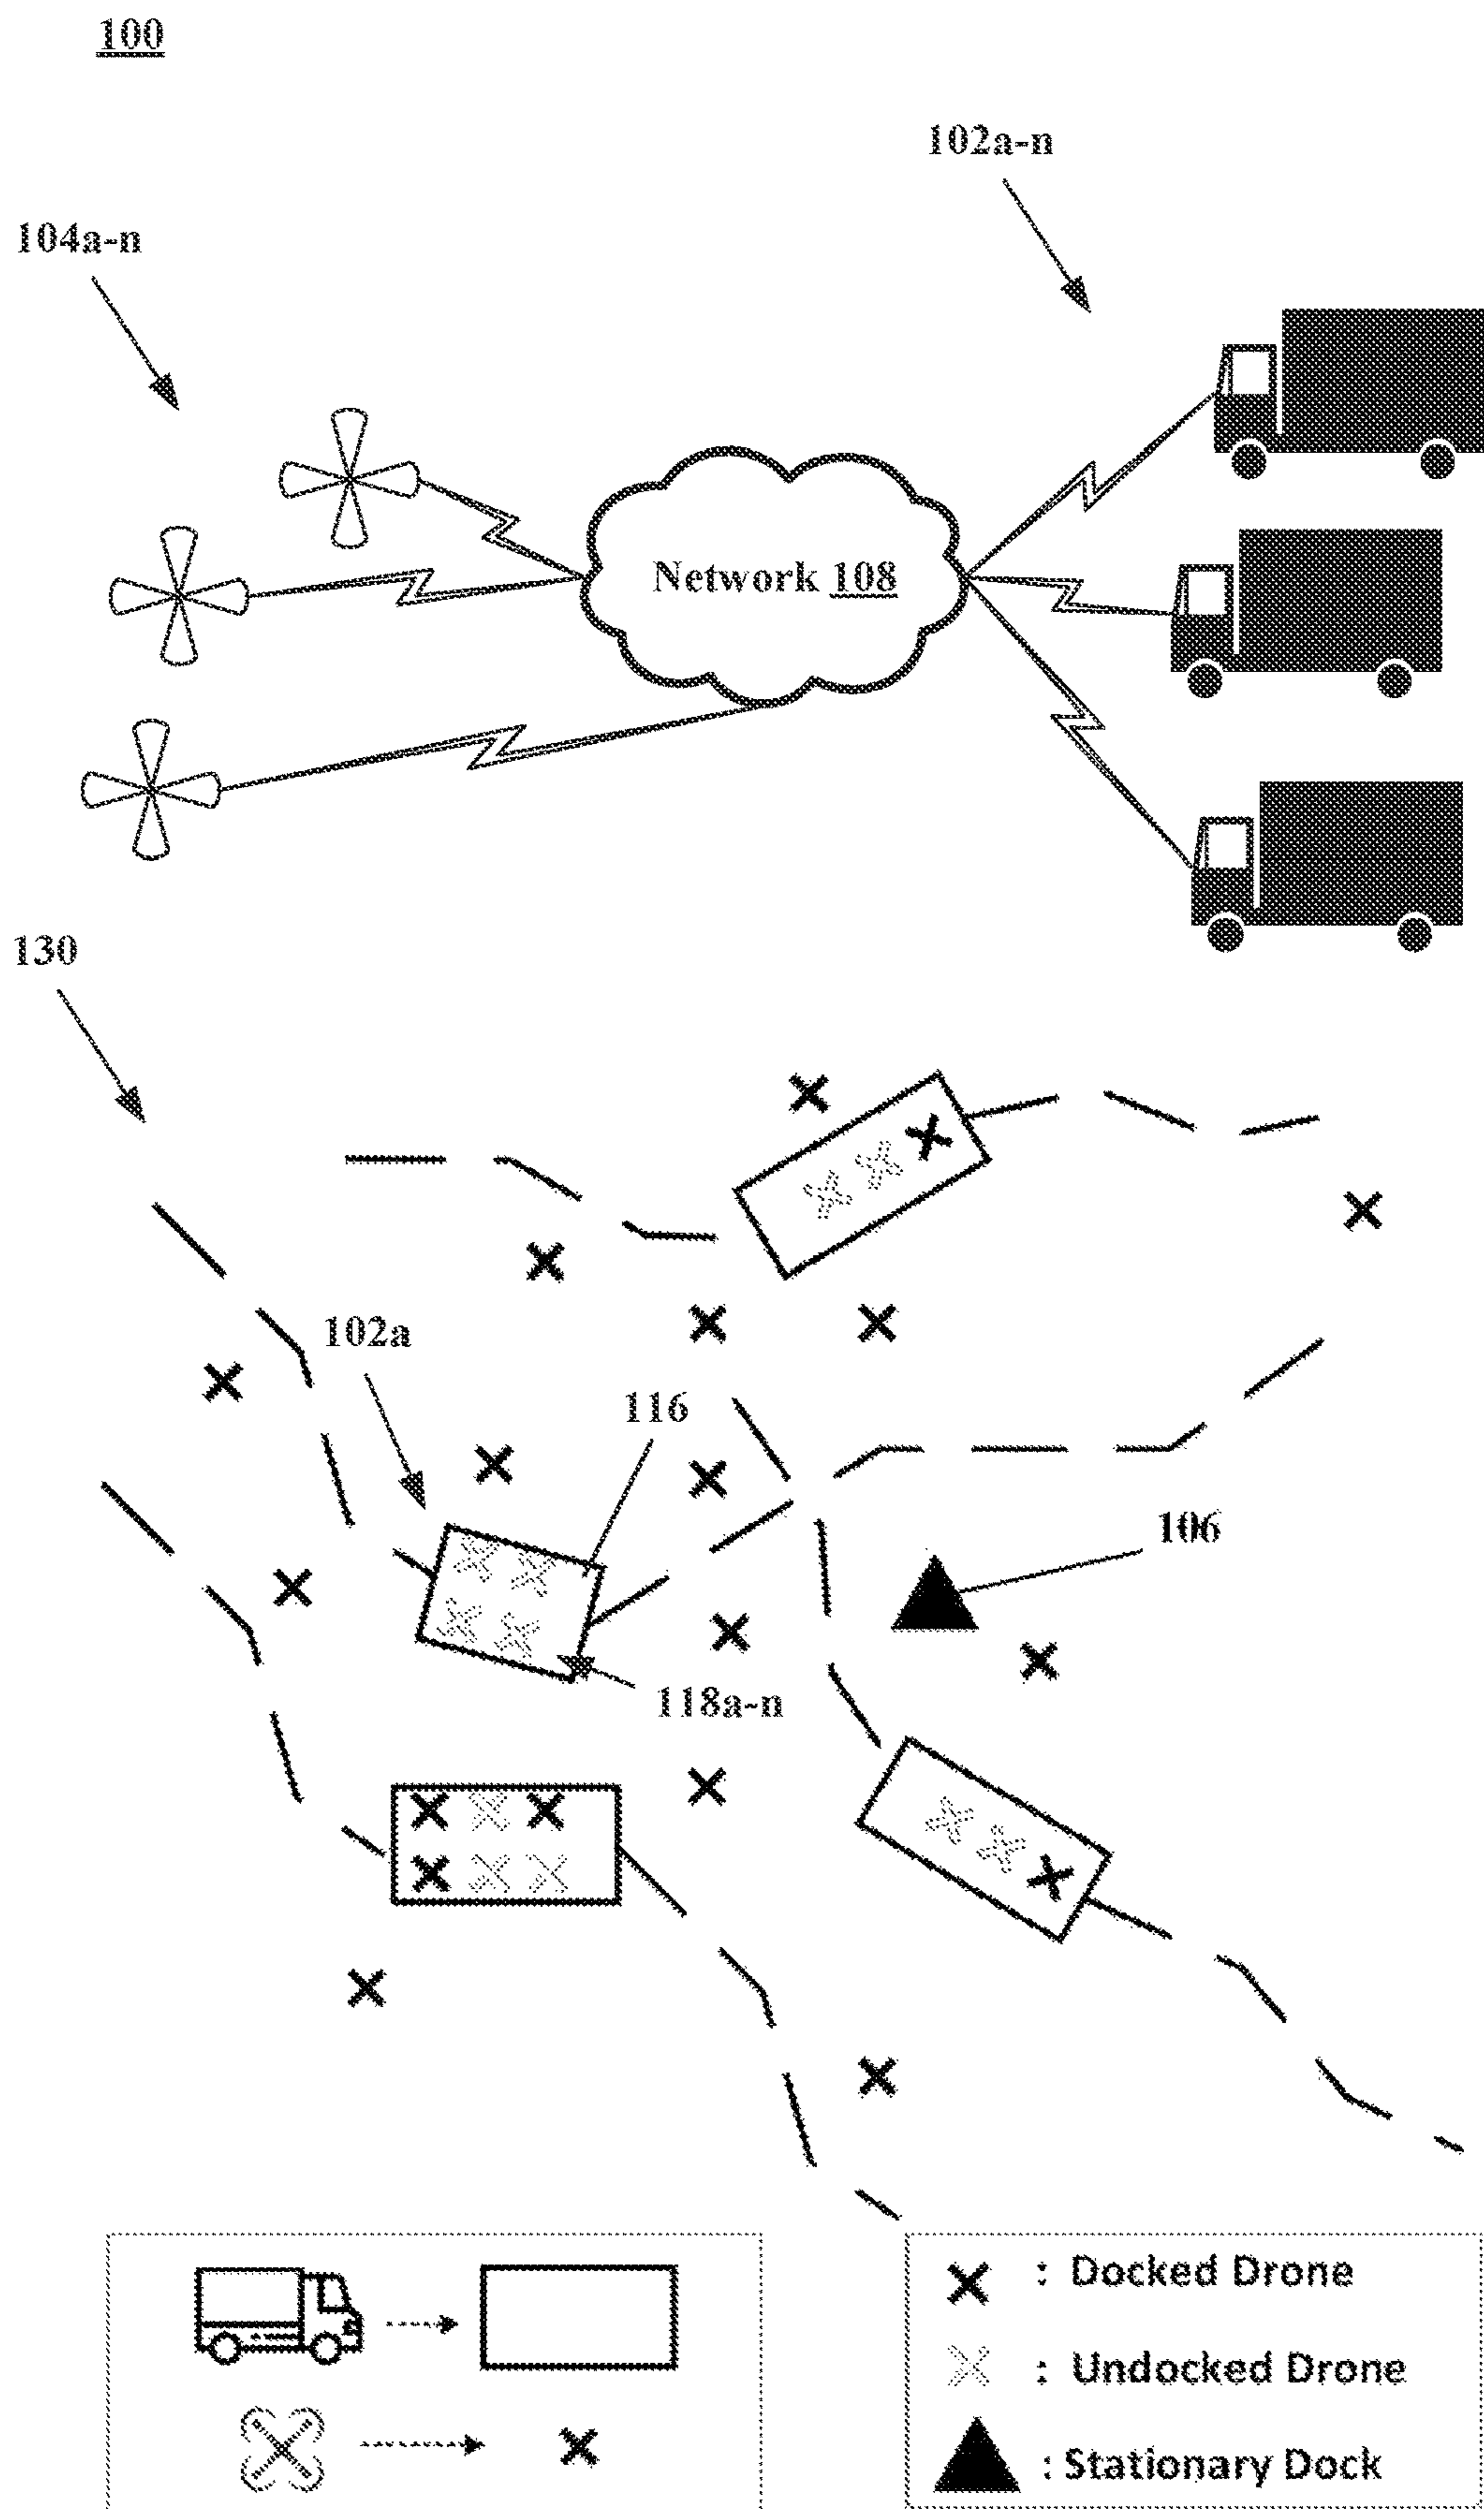 100
102a-n
104a-n
Network 108
130
102a
116
106
118a-n
: Docked Drone
: Undocked Drone
: Stationary Dock